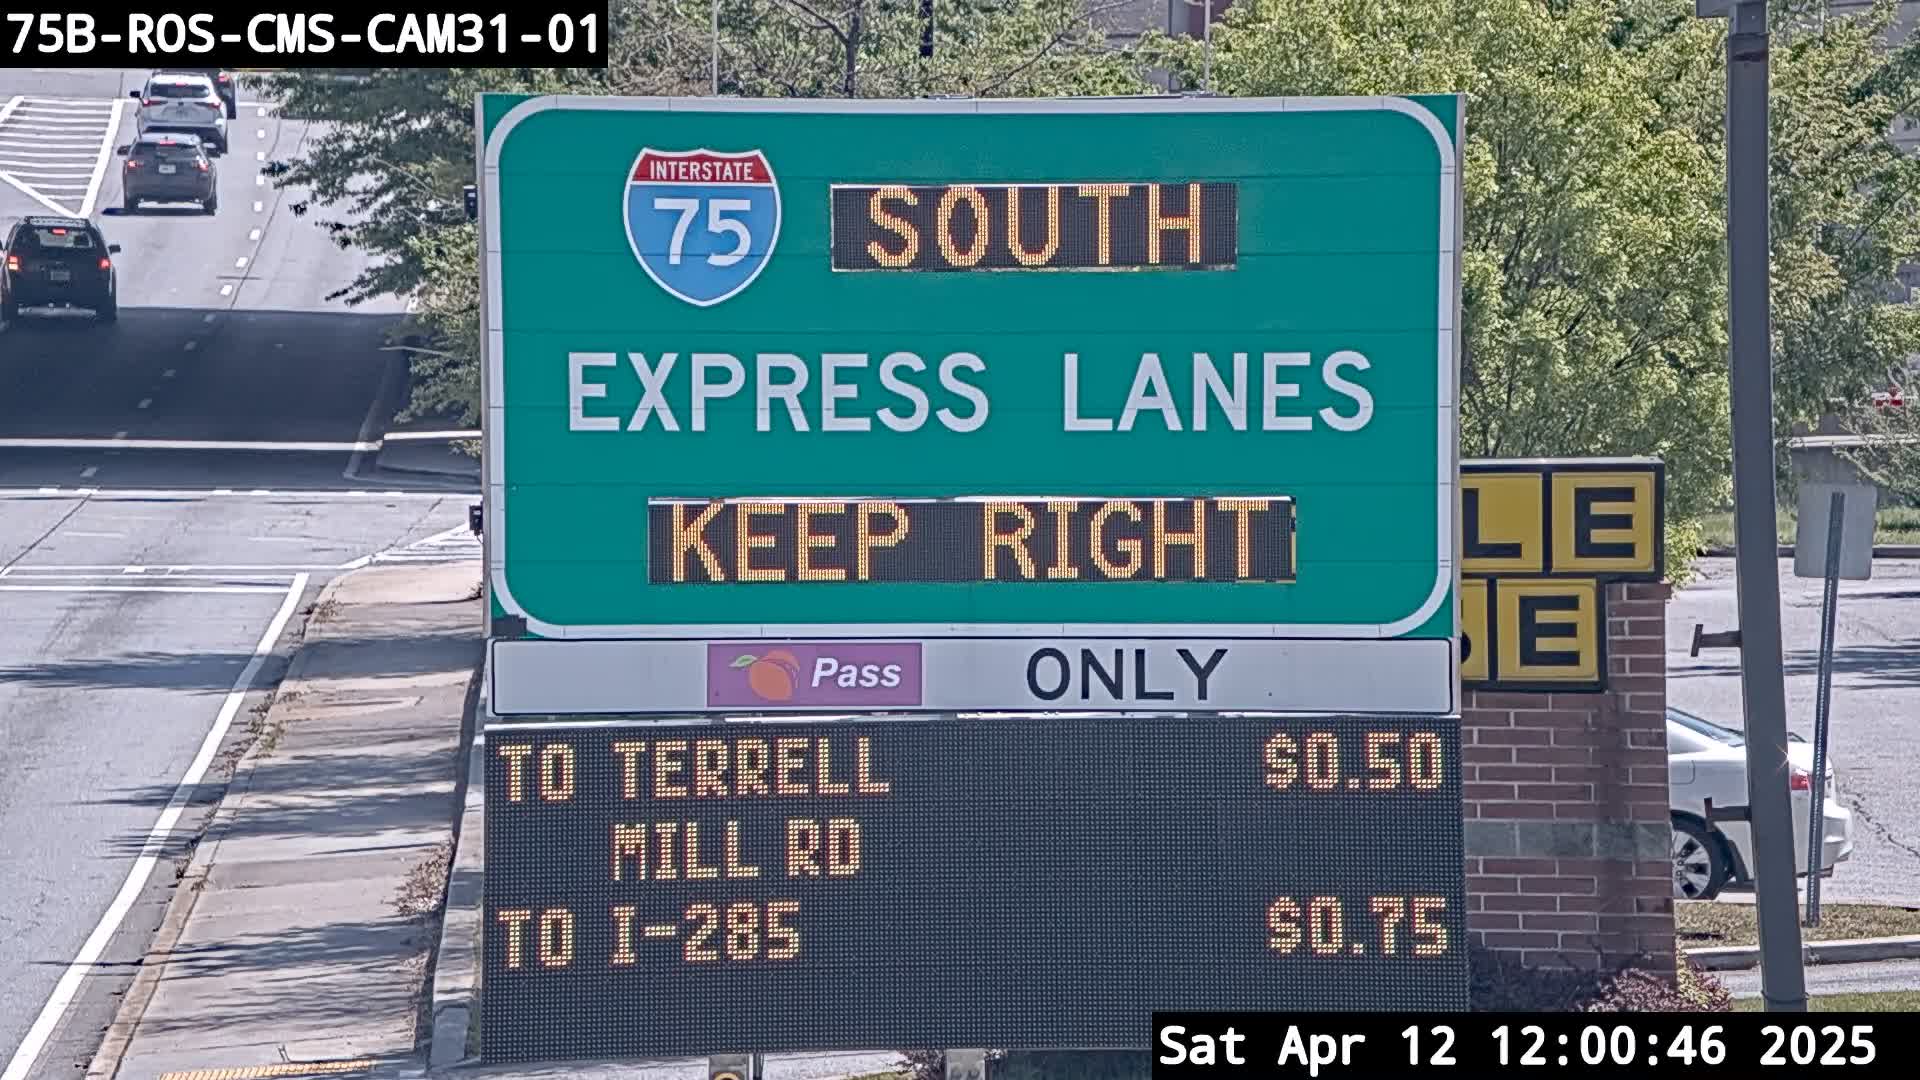 75B-ROS-CMS-CAM31-01
INTERSTATE
75
SOUTH
EXPRESS LANES
KEEP RIGHT
Pass ONLY
TO TERRELL $0.50
MILL RD
TO I-285 $0.75
LE
E
Sat Apr 12 12:00:46 2025